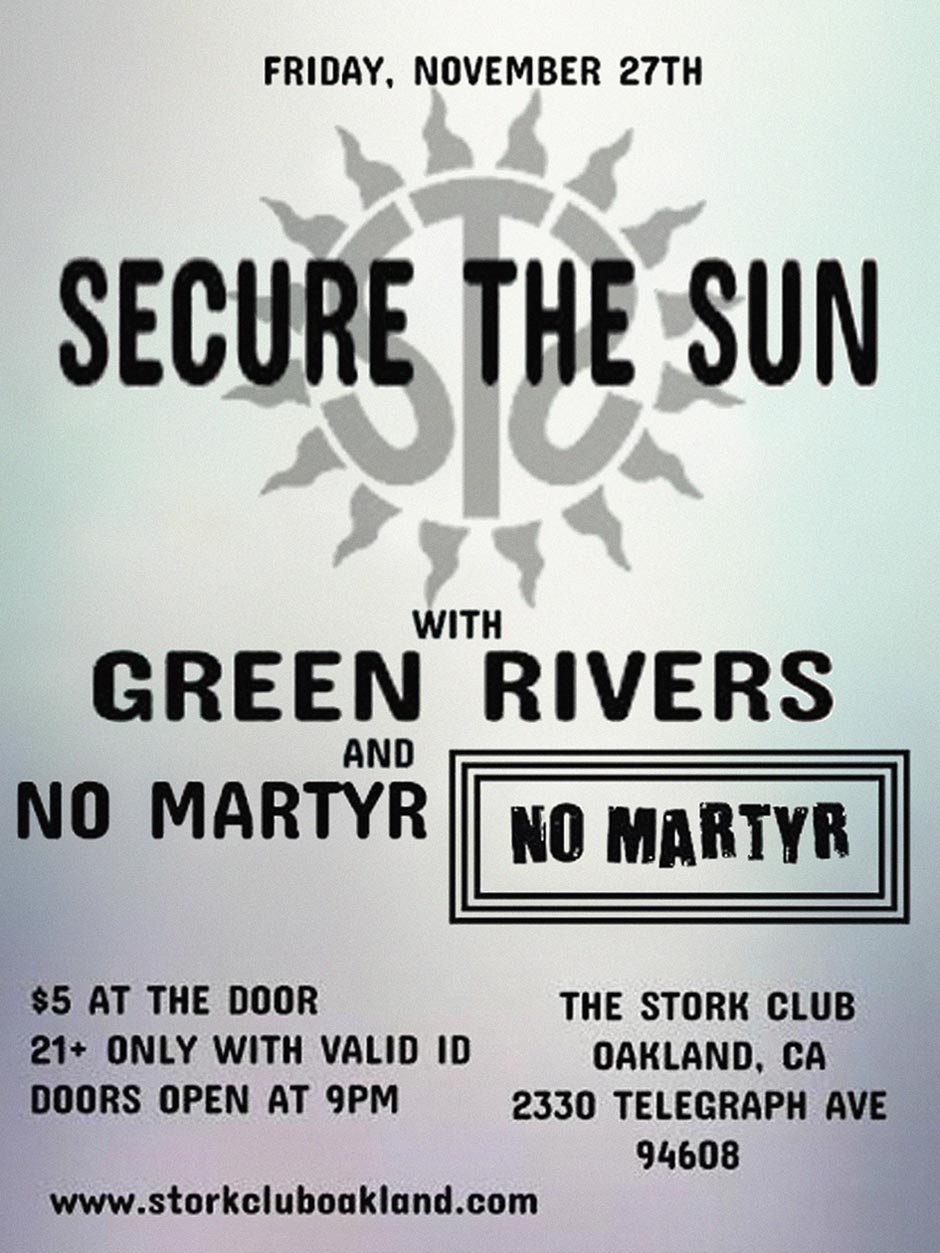 FRIDAY, NOVEMBER 27TH
STS
SECURE THE SUN
WITH
GREEN RIVERS
AND
NO MARTYR
NO MARTYR
$5 AT THE DOOR
21+ ONLY WITH VALID ID
DOORS OPEN AT 9PM
THE STORK CLUB
OAKLAND, CA
2330 TELEGRAPH AVE
94608
www.storkcluboakland.com